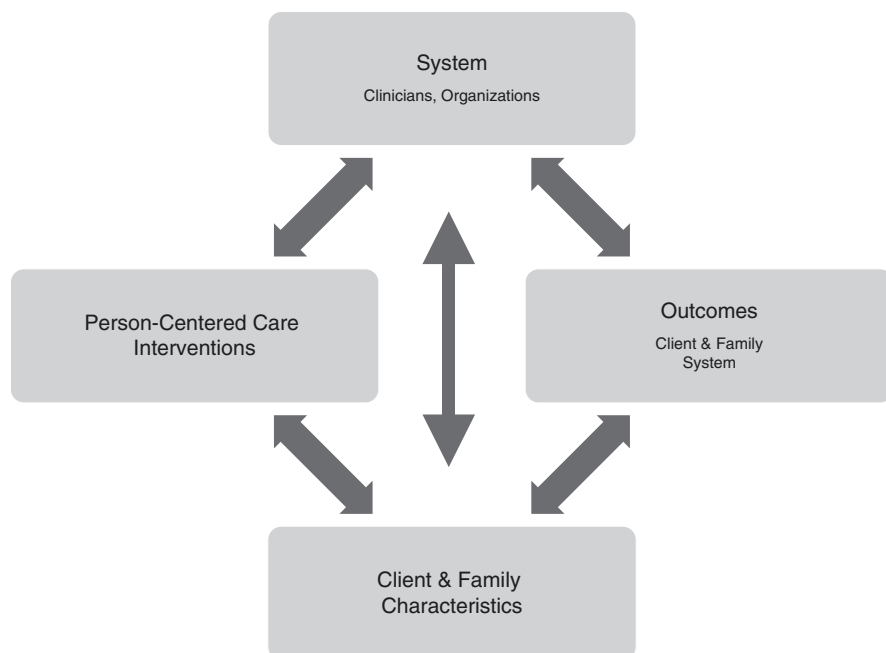 System
Clinicians, Organizations
Person-Centered Care
Interventions
Outcomes
Client & Family
System
Client & Family
Characteristics